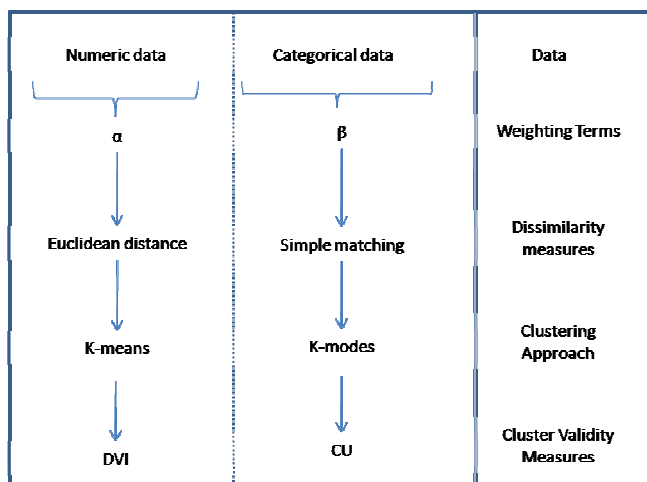 Numeric data
Categorical data
Data
α
β
Weighting Terms
Euclidean distance
Simple matching
Dissimilarity
measures
K-means
K-modes
Clustering
Approach
DVI
CU
Cluster Validity
Measures